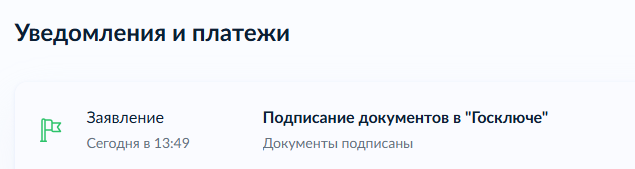 Уведомления и платежи
Заявление
Подписание документов в "Госключе"
Сегодня в 13:49
Документы подписаны